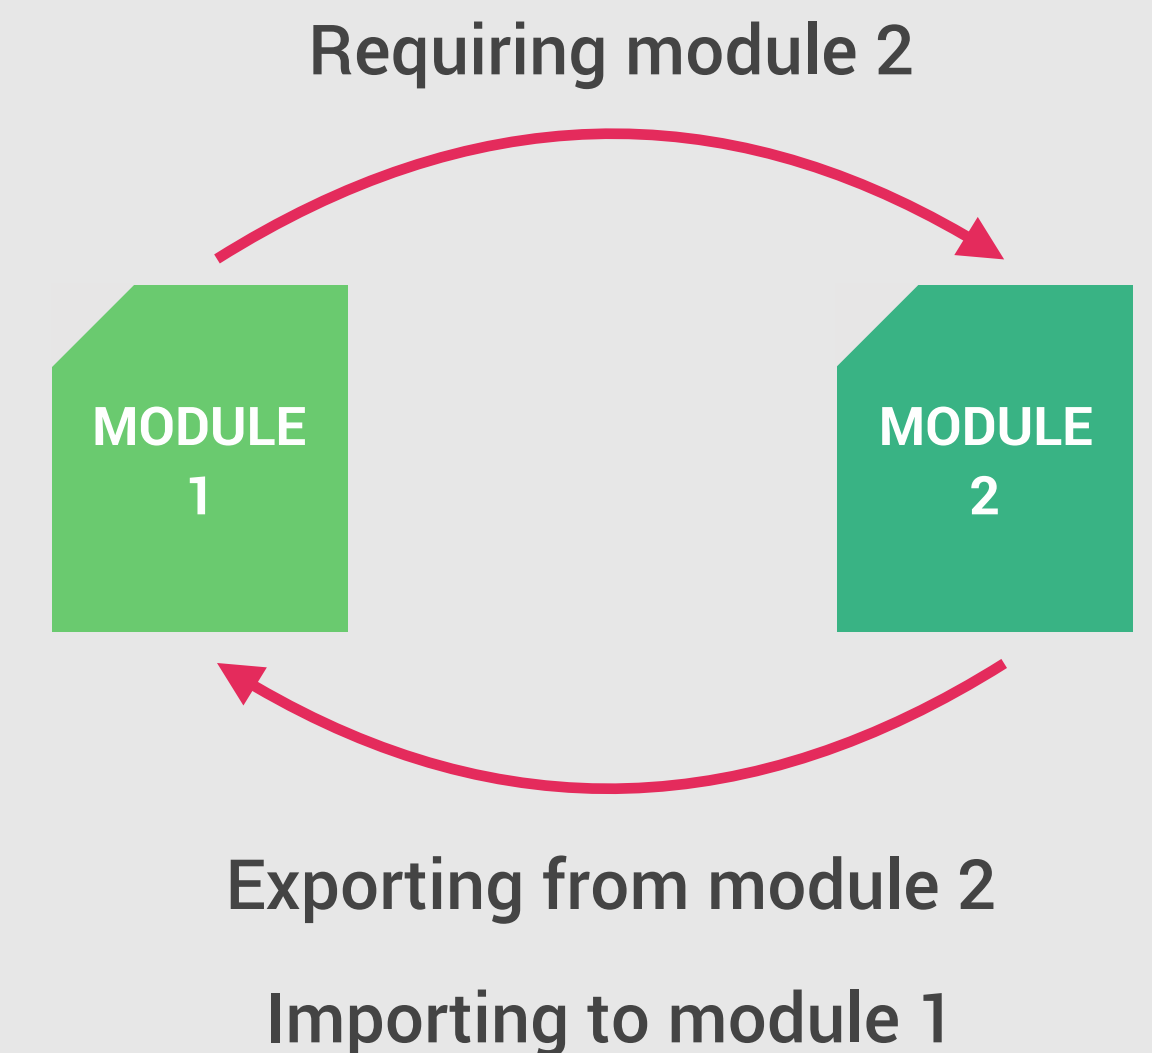 Requiring module 2
MODULE
1
MODULE
2
Exporting from module 2
Importing to module 1